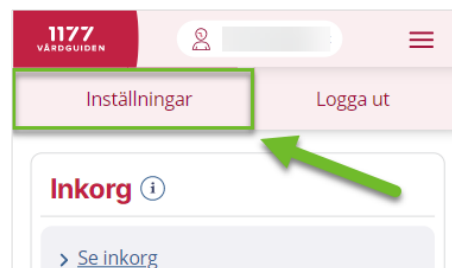 1177
VÅRDGUIDEN
Inställningar
Logga ut
Inkorg
Se inkorg